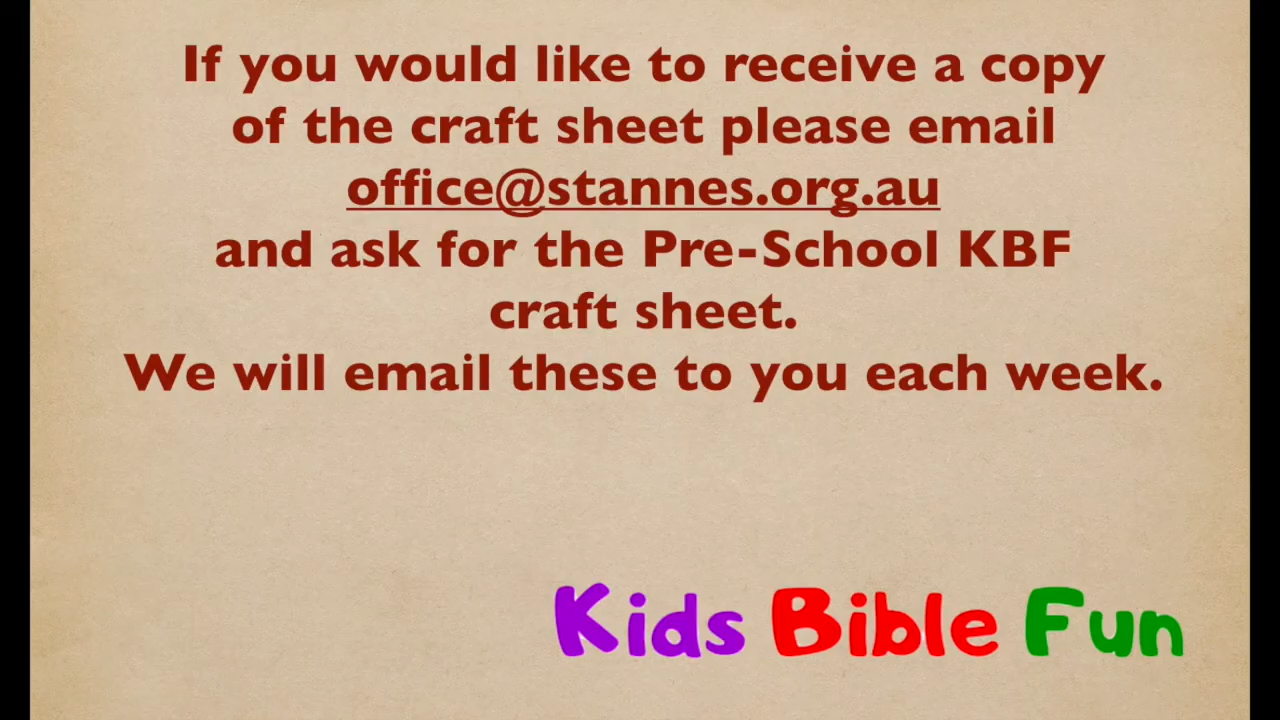 If you would like to receive a copy
of the craft sheet please email
office@stannes.org.au
and ask for the Pre-School KBF
craft sheet.
We will email these to you each week.
Kids Bible Fun